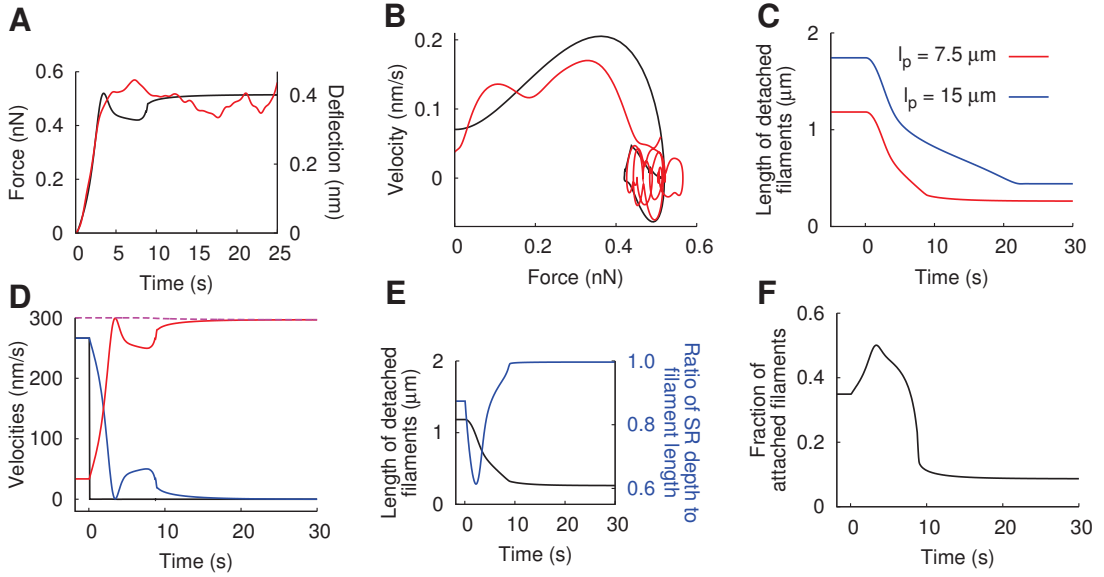 A
0.6
0.4
0.2
0
Force (nN)
0.4
0.2
0
Deflection (nm)
0 5 10 15 20 25
Time (s)
B
0.2
0.1
0
Velocity (nm/s)
0 0.2 0.4 0.6
Force (nN)
C
2
1
0
Length of detached
filaments (μm)
lp = 7.5 μm
lp = 15 μm
0 10 20 30
Time (s)
D
300
200
100
0
Velocities (nm/s)
0 10 20 30
Time (s)
E
2
1
0
Length of detached
filaments (μm)
1.0
0.8
0.6
Ratio of SR depth to
filament length
0 10 20 30
Time (s)
F
0.6
0.4
0.2
0
Fraction of
attached filaments
0 10 20 30
Time (s)